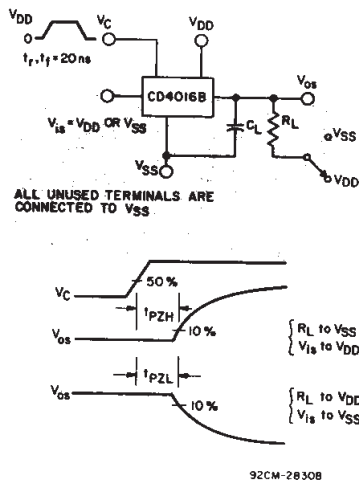 VDD
VC
VDD
tr, tf = 20 ns
CD4016B
Vos
Vis = VDD OR VSS
CL
RL
VSS
VDD
VSS
ALL UNUSED TERMINALS ARE
CONNECTED TO VSS
VC
50%
tPZH
Vos
10%
{ RL to VSS
Vis to VDD
tPZL
Vos
10%
{ RL to VDD
Vis to VSS
92CM-28308